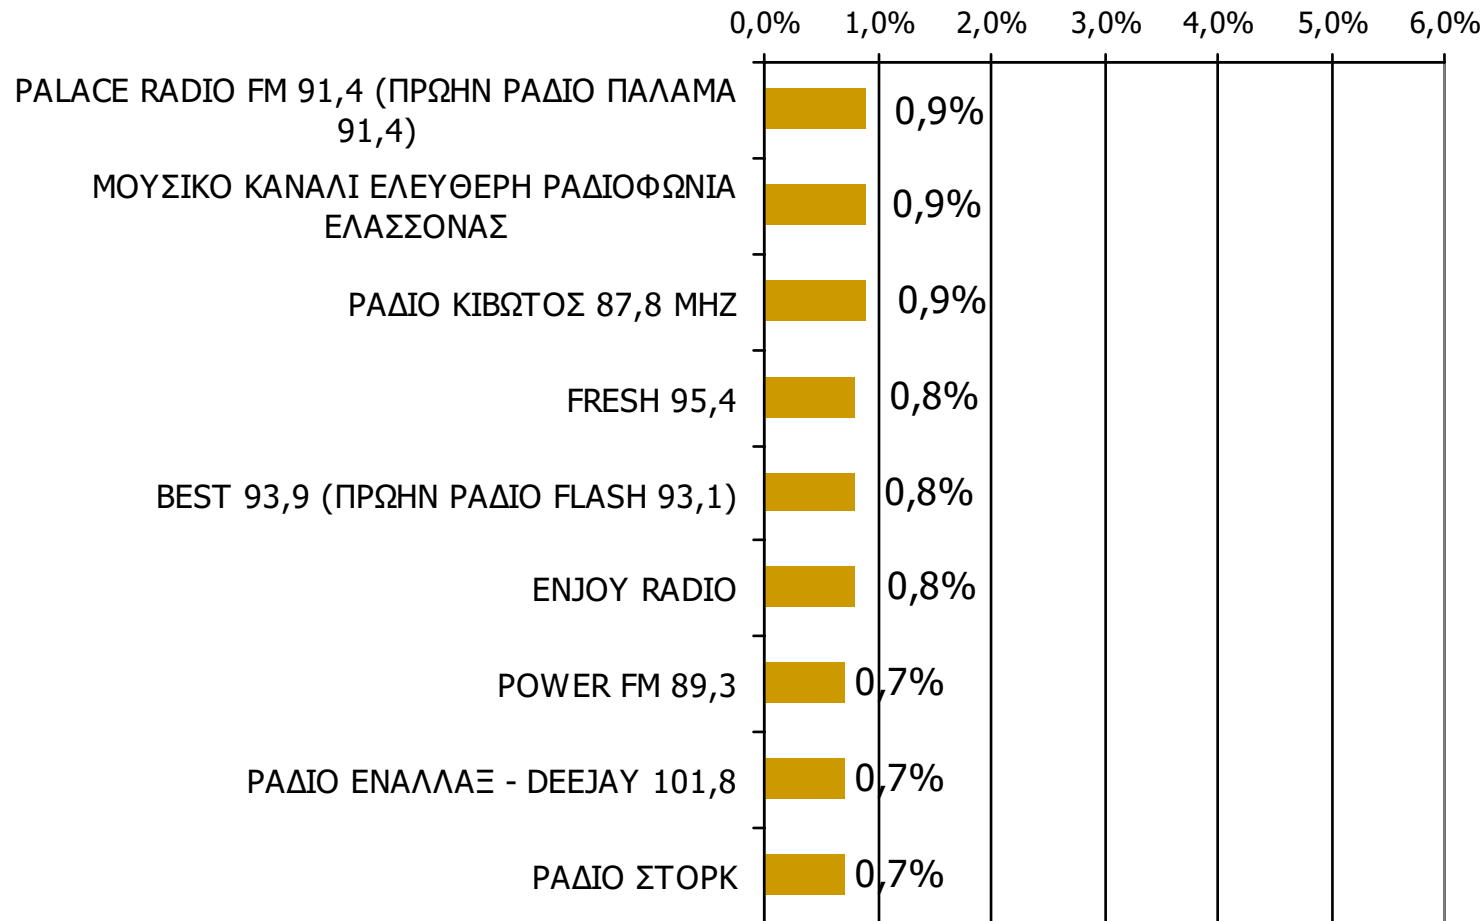 0,0% 1,0% 2,0% 3,0% 4,0% 5,0% 6,0%
PALACE RADIO FM 91,4 (ΠΡΩΗΝ ΡΑΔΙΟ ΠΑΛΑΜΑ
91,4)
0,9%
ΜΟΥΣΙΚΟ ΚΑΝΑΛΙ ΕΛΕΥΘΕΡΗ ΡΑΔΙΟΦΩΝΙΑ
ΕΛΑΣΣΟΝΑΣ
0,9%
ΡΑΔΙΟ ΚΙΒΩΤΟΣ 87,8 MHZ 0,9%
FRESH 95,4 0,8%
BEST 93,9 (ΠΡΩΗΝ ΡΑΔΙΟ FLASH 93,1) 0,8%
ENJOY RADIO 0,8%
POWER FM 89,3 0,7%
ΡΑΔΙΟ ΕΝΑΛΛΑΞ - DEEJAY 101,8 0,7%
ΡΑΔΙΟ ΣΤΟΡΚ 0,7%